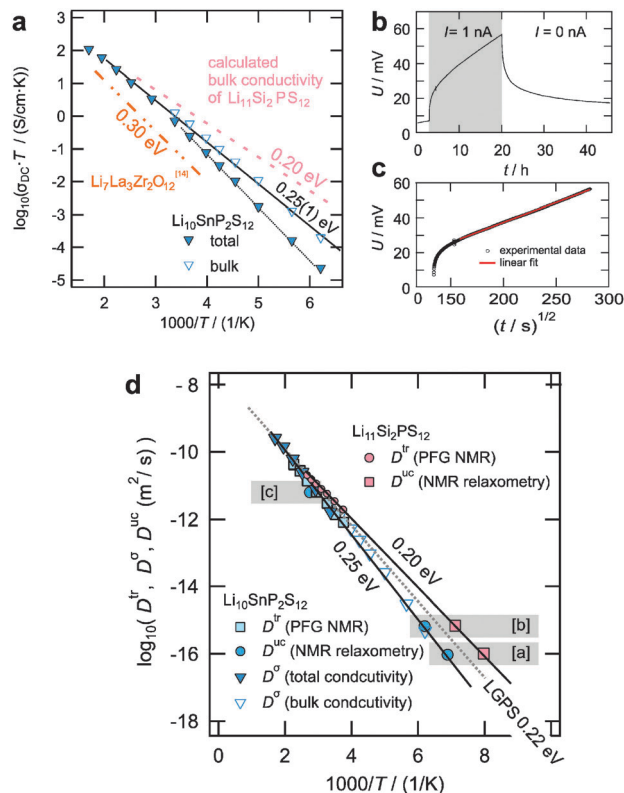 a
log10(σDC·T / (S/cm·K)
2
1
0
-1
-2
-3
-4
-5
calculated
bulk conductivity
of Li11Si2 PS12
0.30 eV
0.20 eV
Li7La3Zr2O12[14]
0.25(1) eV
Li10SnP2S12
total
bulk
2 3 4 5 6
1000/T / (1/K)
b
U / mV
60
40
20
0
I = 1 nA
I = 0 nA
0 10 20 30 40
t / h
c
U / mV
60
40
20
0
experimental data
linear fit
150 200 250 300
(t / s)1/2
d
log10(Dtr, Dσ, Duc (m2/s))
- 8
-10
-12
-14
-16
-18
Li11Si2PS12
Dtr (PFG NMR)
Duc (NMR relaxometry)
[c]
0.20 eV
0.25 eV
Li10SnP2S12
Dtr (PFG NMR)
Duc (NMR relaxometry)
Dσ (total condcutivity)
Dσ (bulk condcutivity)
[b]
[a]
LGPS 0.22 eV
0 2 4 6 8
1000/T / (1/K)